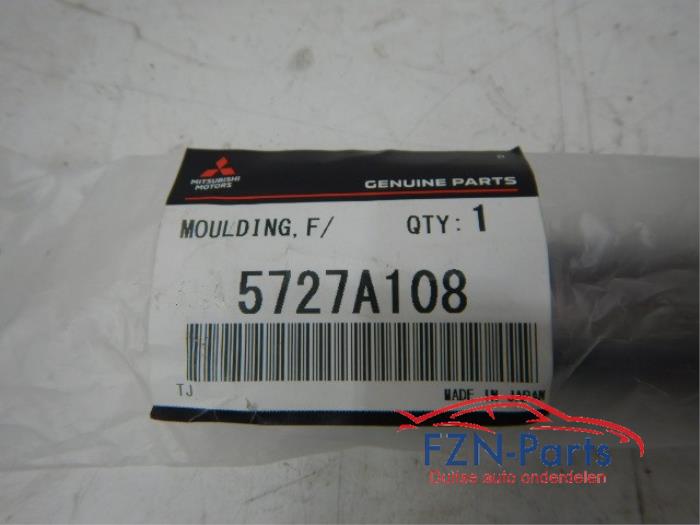 MITSUBISHI
MOTORS
GENUINE PARTS
MOULDING, F/ QTY: 1
5727A108
TJ MADE IN JAPAN
FZN-Parts
Duitse auto onderdelen